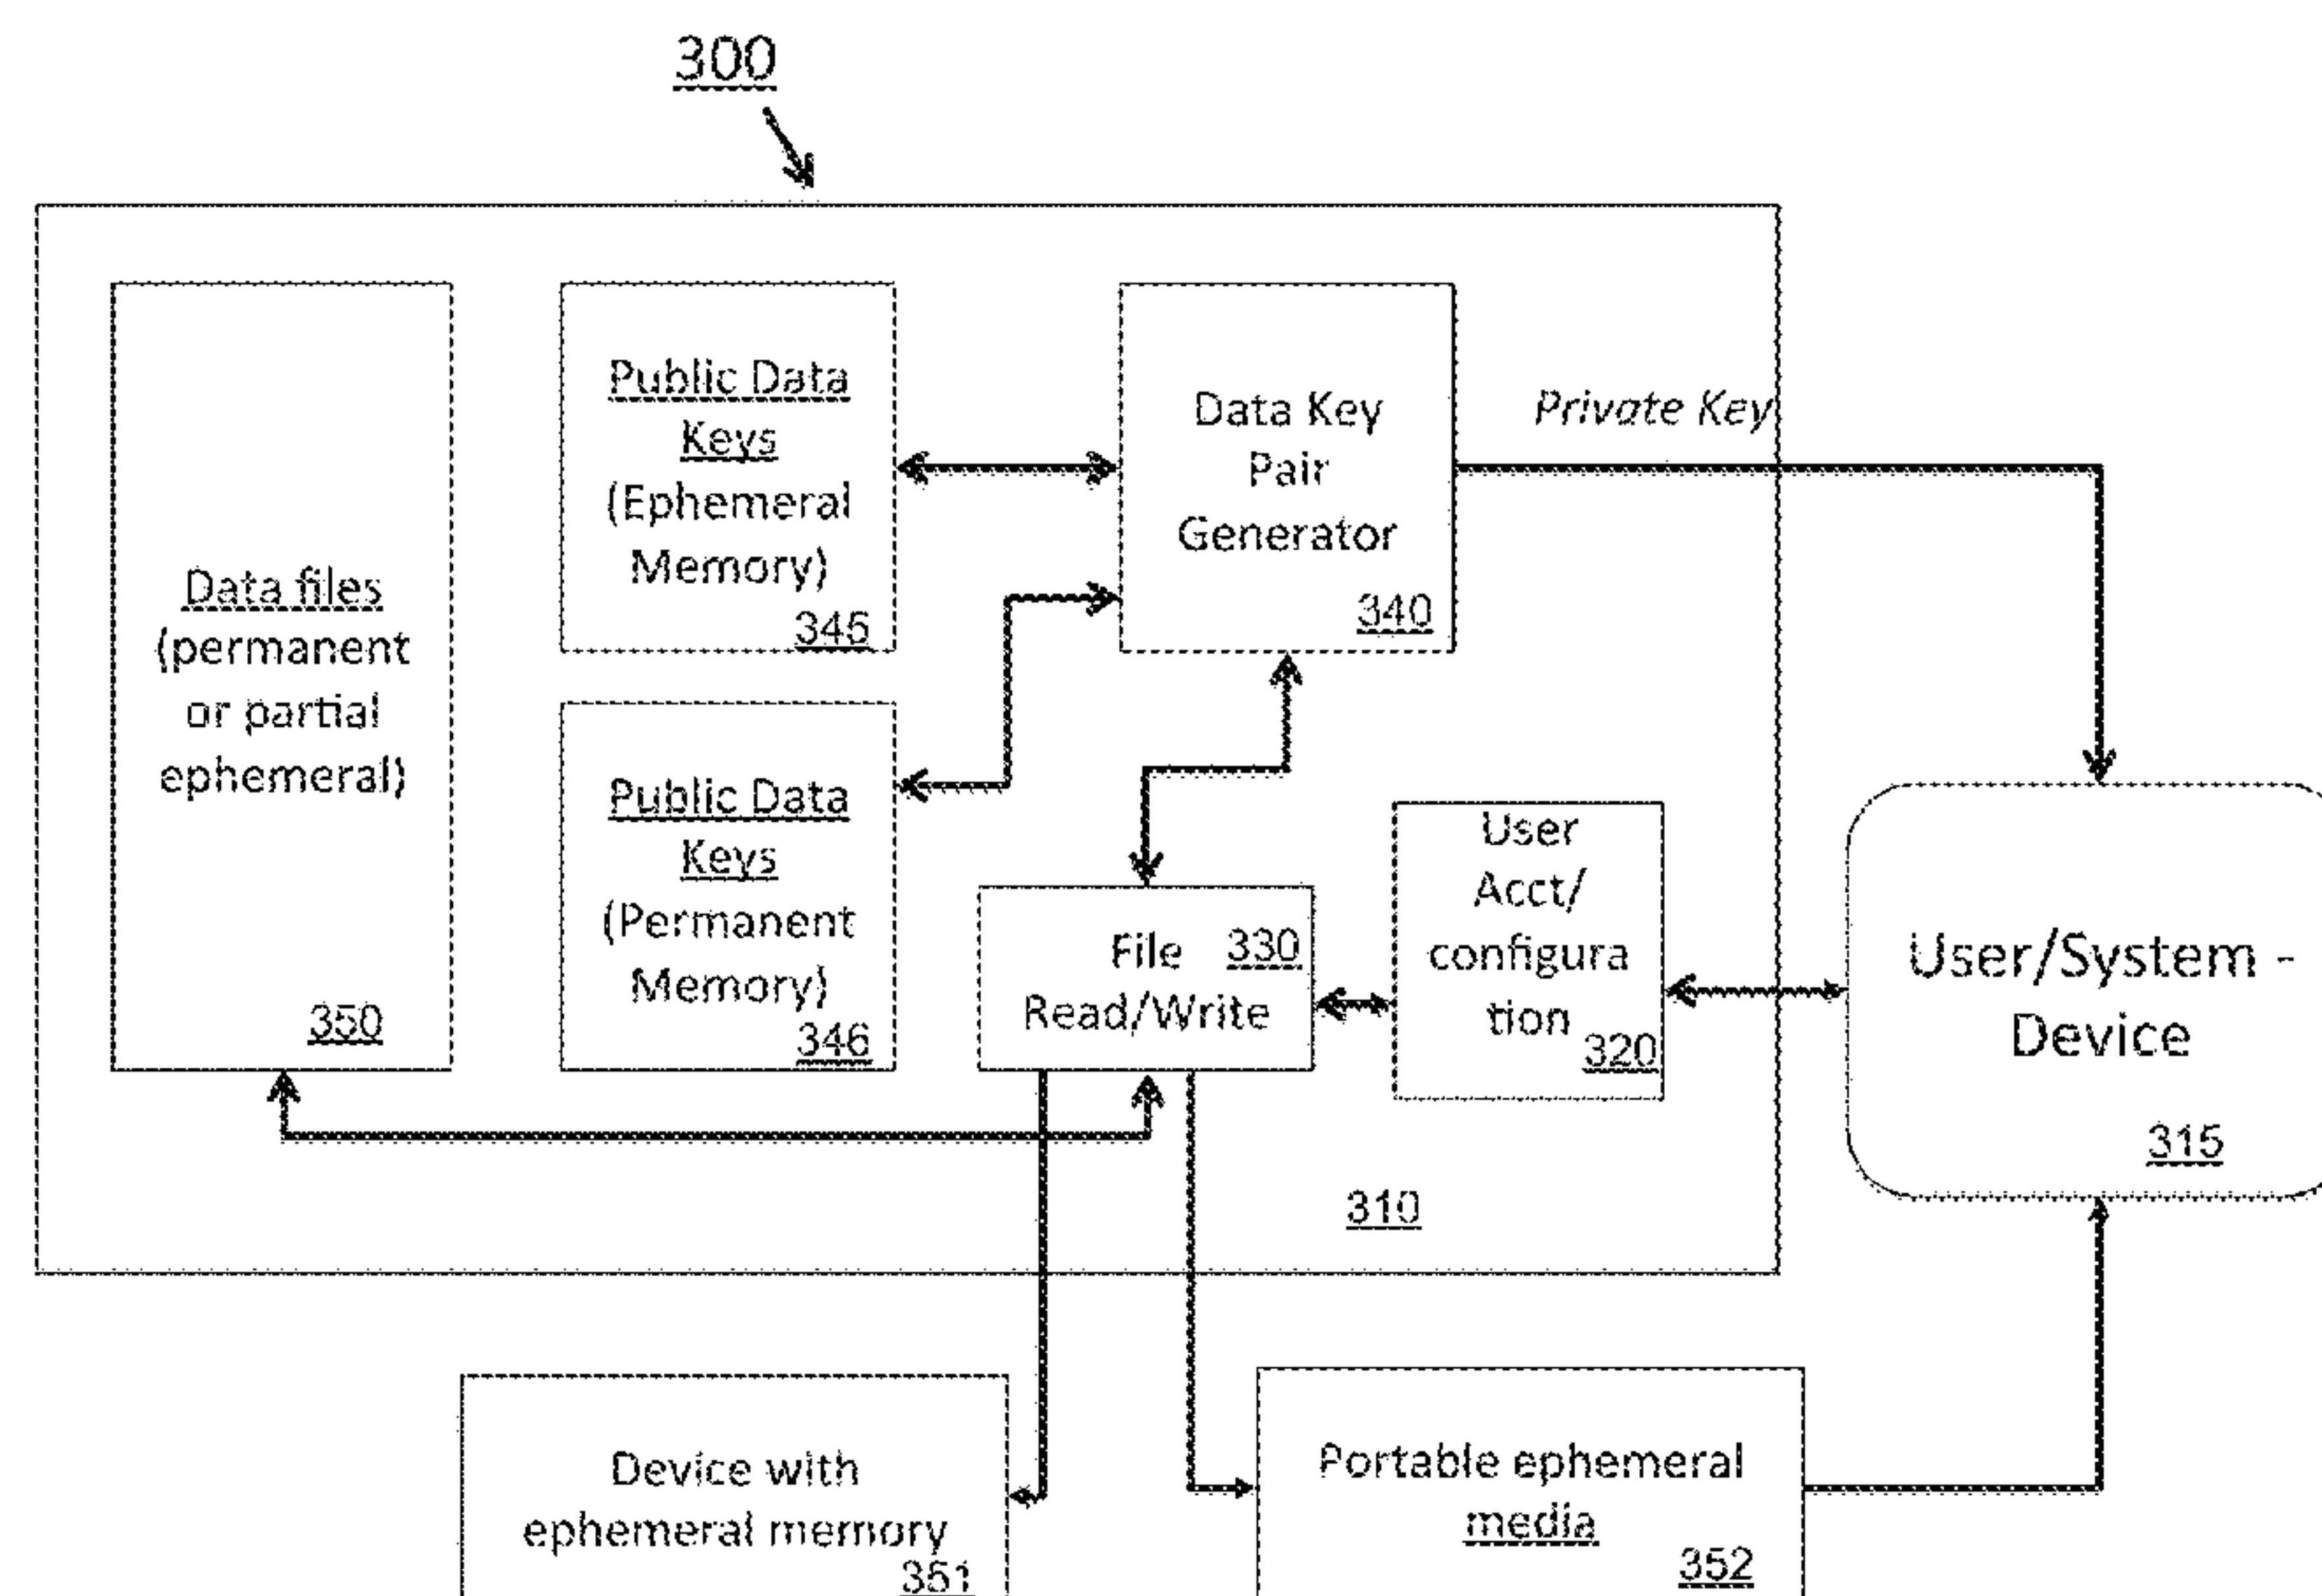 300
Data files
(permanent
or partial
ephemeral)
350
Public Data
Keys
(Ephemeral
Memory)
345
Public Data
Keys
(Permanent
Memory)
346
Data Key
Pair
Generator
340
Private Key
File 330
Read/Write
User
Acct/
configura
tion
320
User/System -
Device
315
310
Device with
ephemeral memory
351
Portable ephemeral
media
352